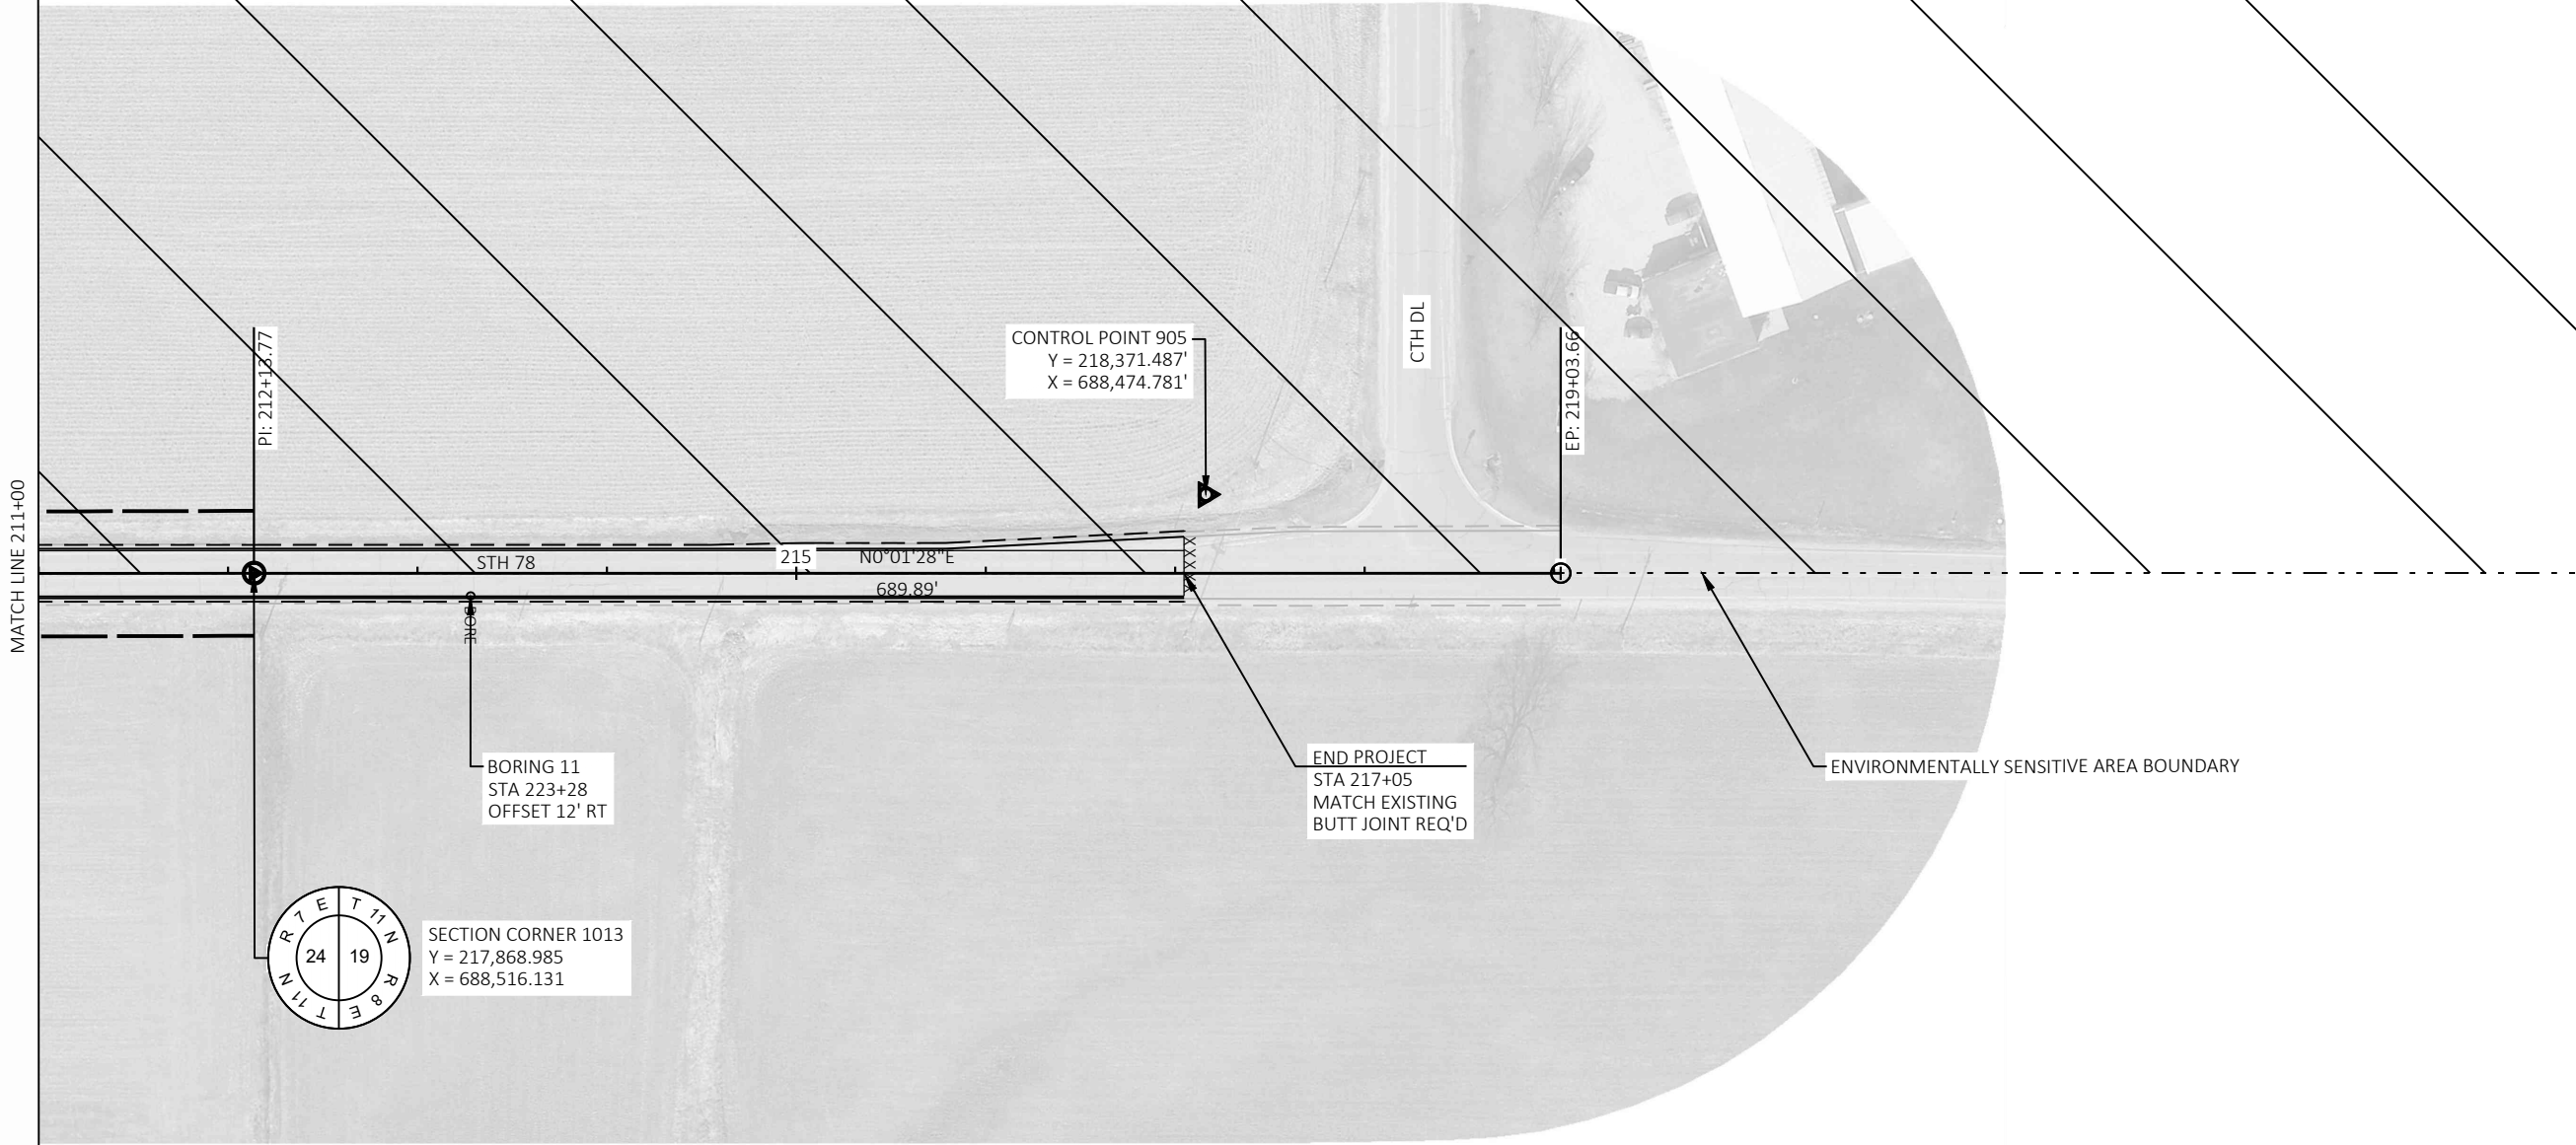 MATCH LINE 211+00
PI: 212+13.77
CONTROL POINT 905
Y = 218,371.487'
X = 688,474.781'
CTH DL
EP: 219+03.66
STH 78
215
N0°01'28"E
689.89'
BORE
XXXXX
BORING 11
STA 223+28
OFFSET 12' RT
END PROJECT
STA 217+05
MATCH EXISTING
BUTT JOINT REQ'D
ENVIRONMENTALLY SENSITIVE AREA BOUNDARY
R 7 E T 11 N
24 19
T 11 N R 8 E
SECTION CORNER 1013
Y = 217,868.985
X = 688,516.131